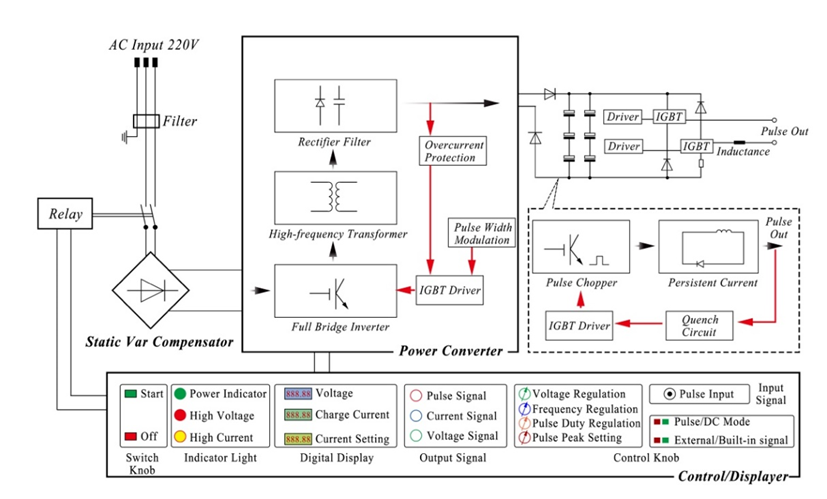 AC Input 220V
Filter
Relay
Static Var Compensator
Rectifier Filter
High-frequency Transformer
Full Bridge Inverter
Overcurrent
Protection
Pulse Width
Modulation
IGBT Driver
Power Converter
Driver
IGBT
Driver
IGBT
Pulse Out
Inductance
Pulse Chopper
Persistent Current
Pulse
Out
IGBT Driver
Quench
Circuit
Start
Off
Switch
Knob
Power Indicator
High Voltage
High Current
Indicator Light
888.88 Voltage
888.88 Charge Current
888.88 Current Setting
Digital Display
Pulse Signal
Current Signal
Voltage Signal
Output Signal
Voltage Regulation
Frequency Regulation
Pulse Duty Regulation
Pulse Peak Setting
Control Knob
Pulse Input
Input
Signal
Pulse/DC Mode
External/Built-in signal
Control/Displayer